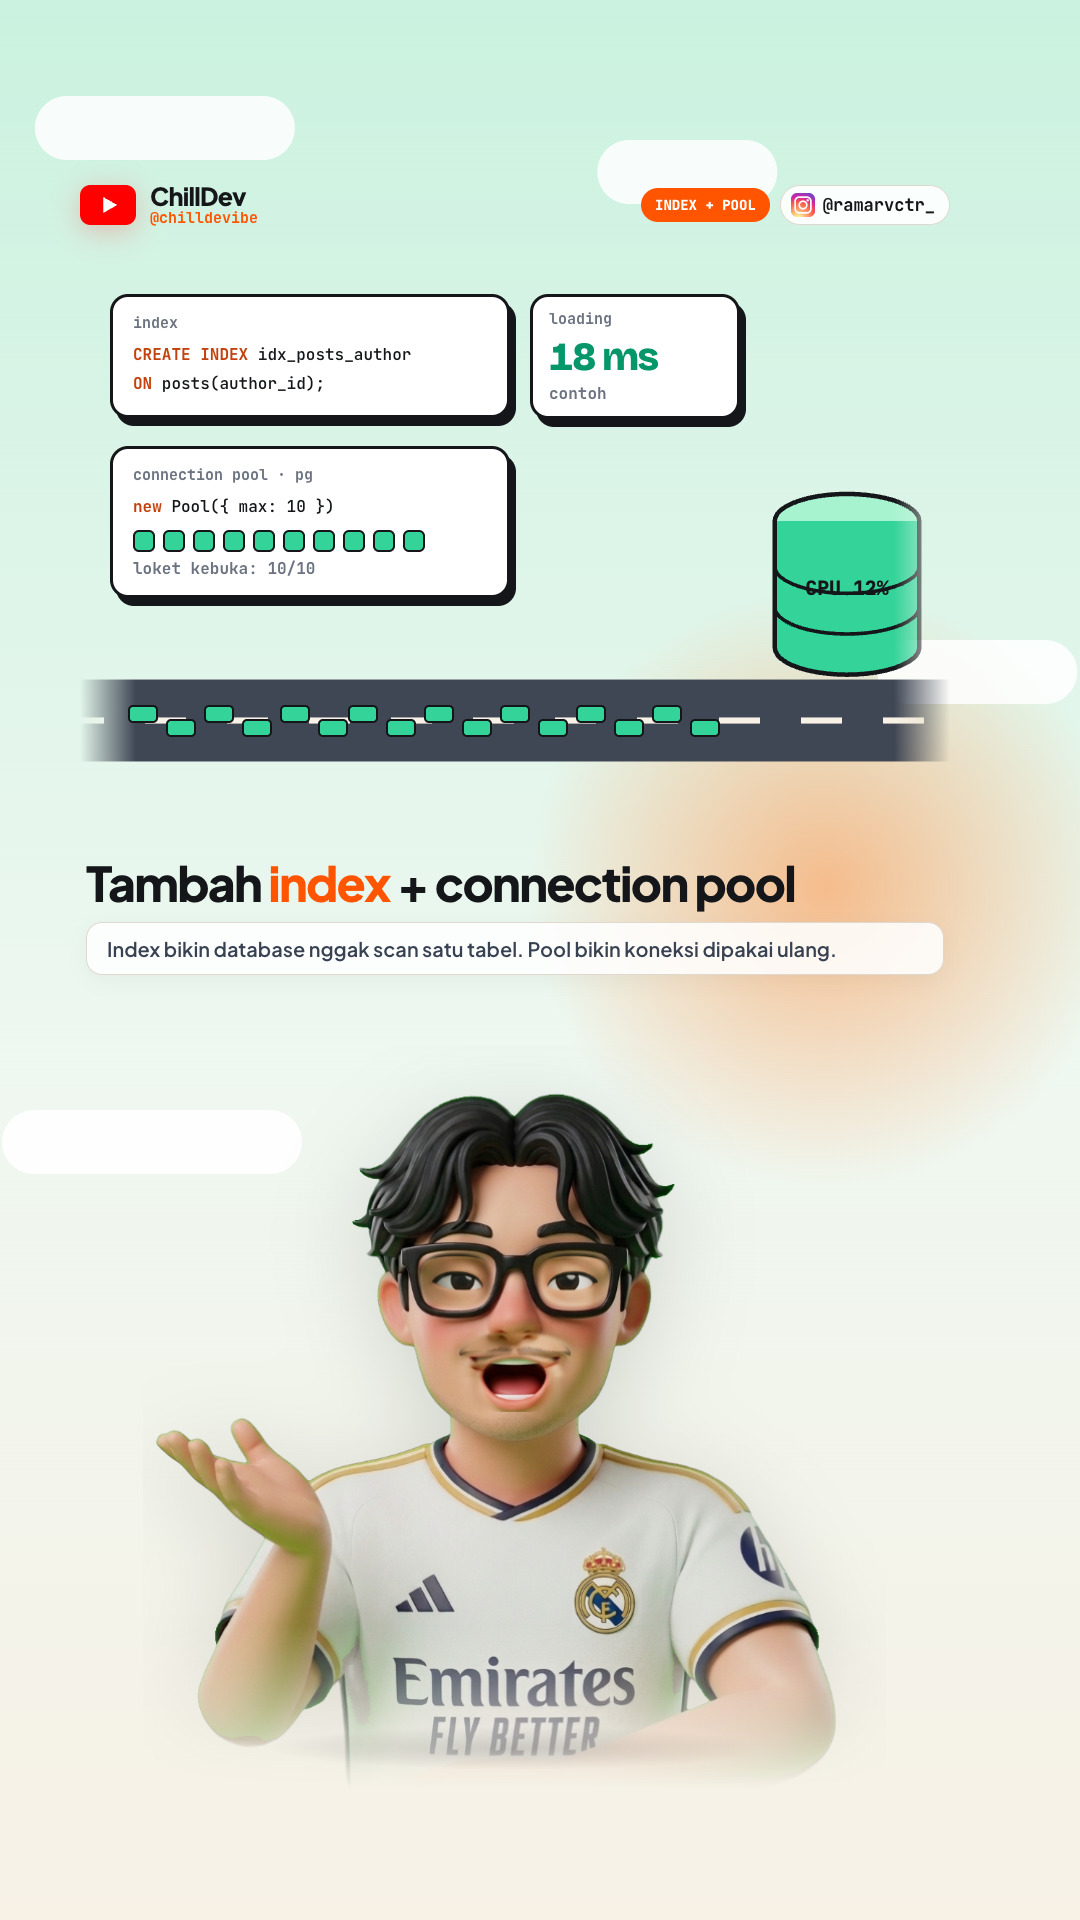 ChillDev
@chilldevibe
INDEX + POOL
@ramarvctr_
index
CREATE INDEX idx_posts_author
ON posts(author_id);
loading
18 ms
contoh
connection pool · pg
new Pool({ max: 10 })
loket kebuka: 10/10
CPU 12%
Tambah index + connection pool
Index bikin database nggak scan satu tabel. Pool bikin koneksi dipakai ulang.
Emirates
FLY BETTER